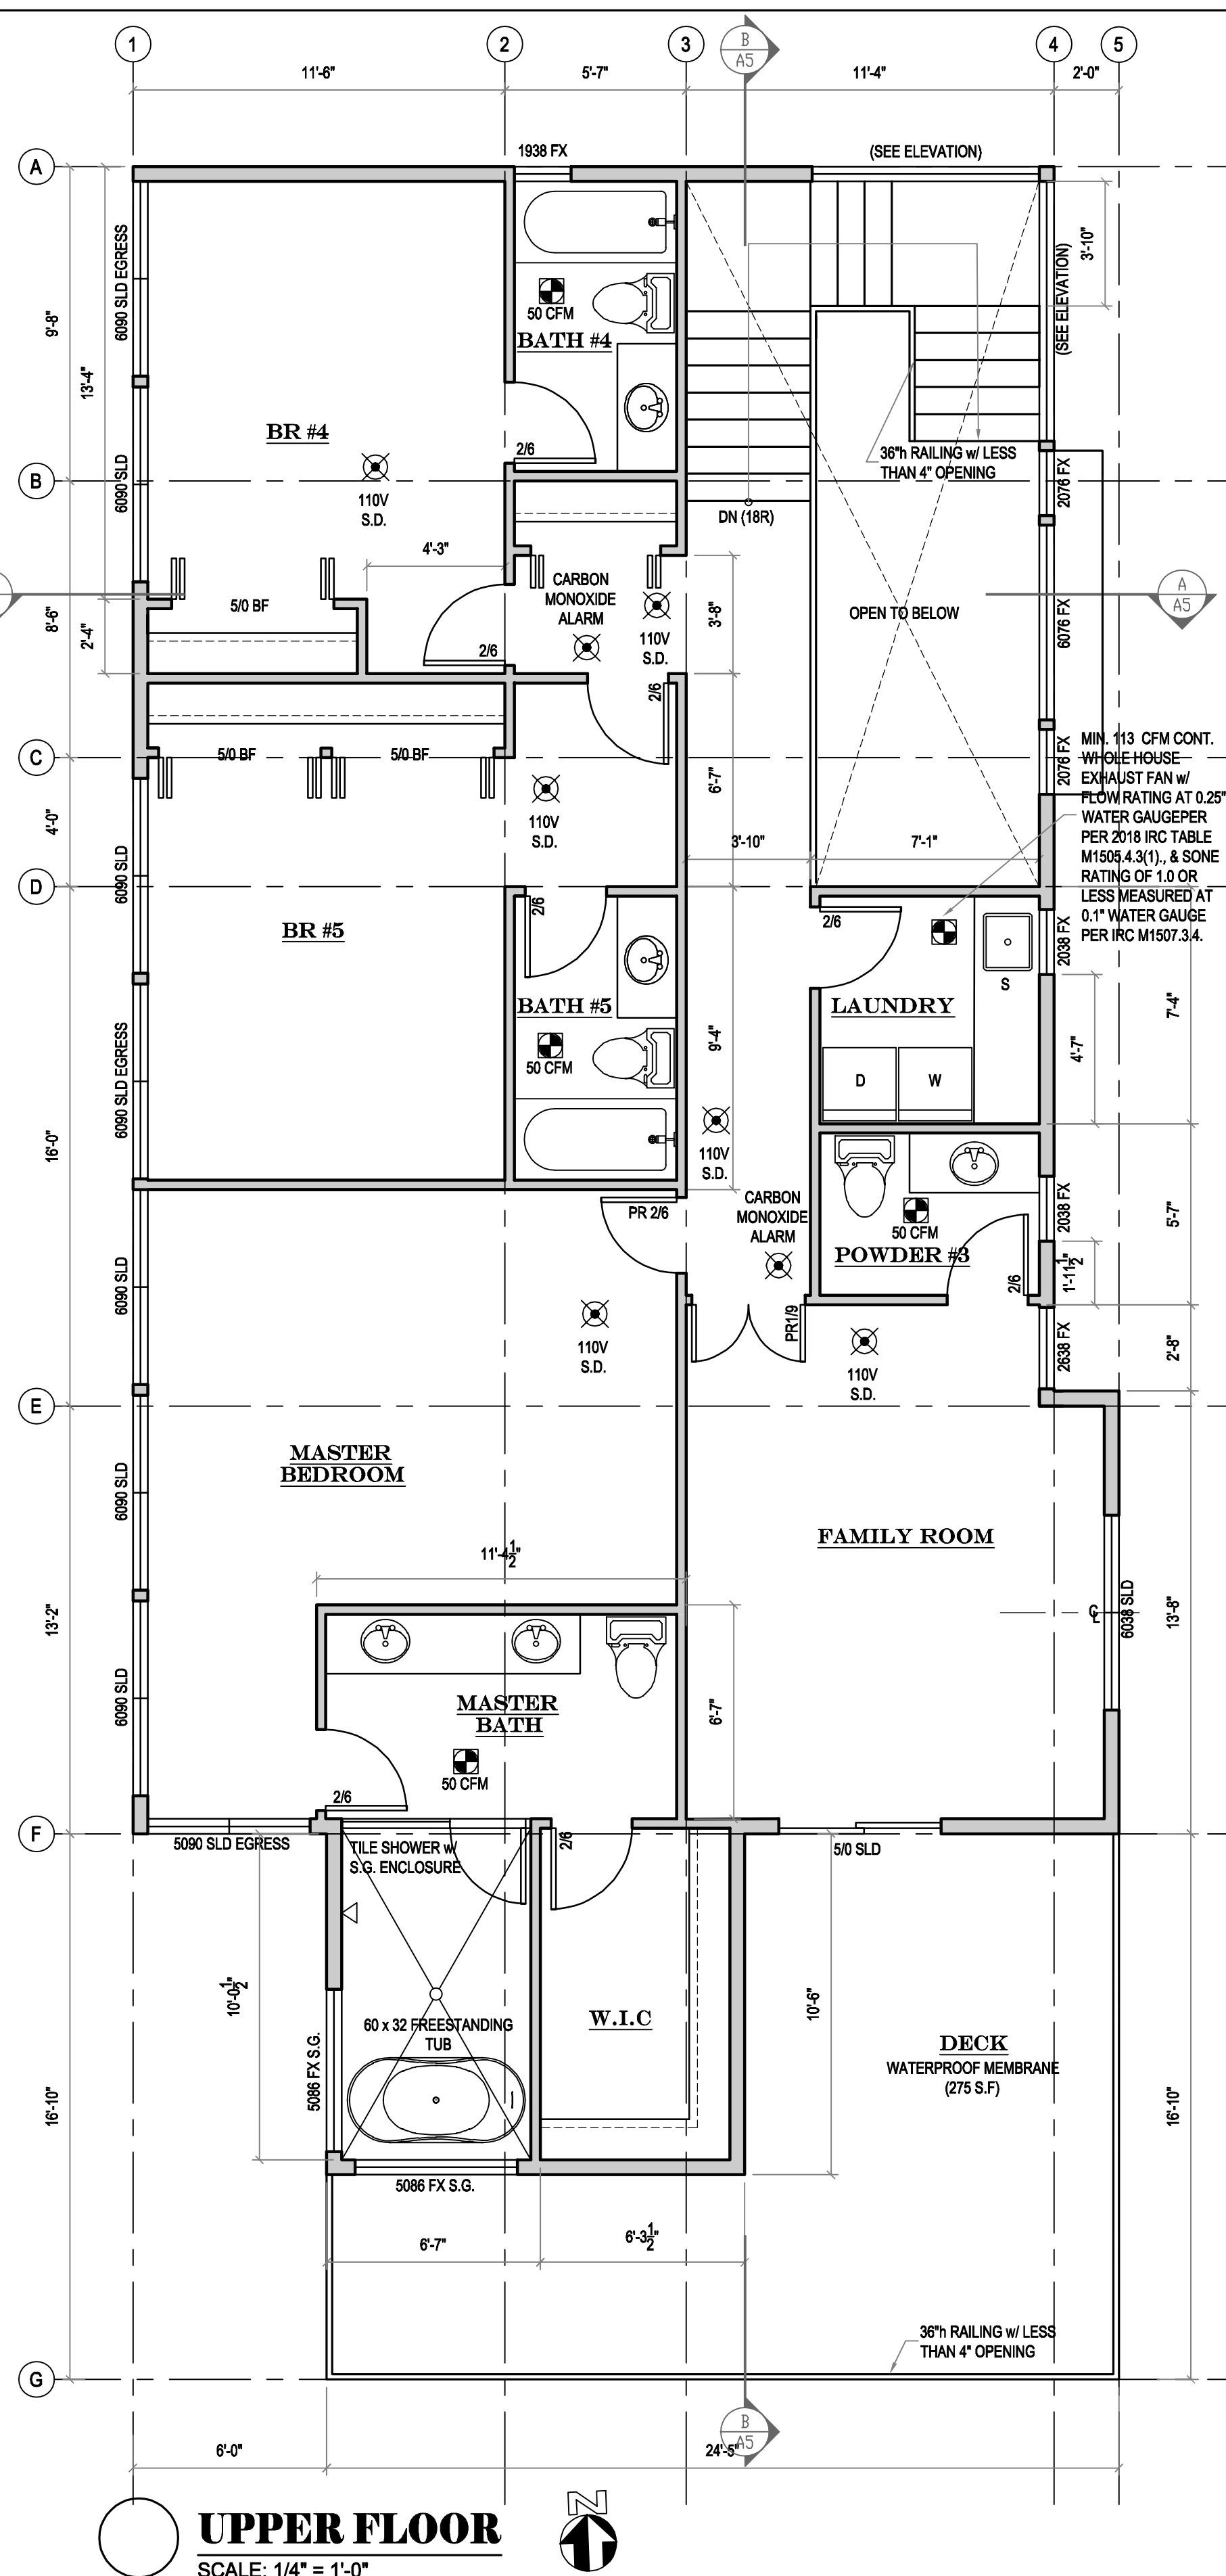 1
2
3
4
5
B
A5
11'-6"
5'-7"
11'-4"
2'-0"
A
1938 FX
(SEE ELEVATION)
6090 SLD EGRESS
9'-8"
13'-4"
3'-10"
(SEE ELEVATION)
50 CFM
BATH #4
BR #4
2/6
36"h RAILING w/ LESS
THAN 4" OPENING
B
6090 SLD
110V
S.D.
DN (18R)
2076 FX
4'-3"
CARBON
MONOXIDE
ALARM
5/0 BF
8'-6"
2'-4"
2/6
110V
S.D.
3'-8"
OPEN TO BELOW
6076 FX
A
A5
2/6
C
5/0 BF
5/0 BF
6'-7"
2076 FX
MIN. 113 CFM CONT.
WHOLE HOUSE
EXHAUST FAN w/
FLOW RATING AT 0.25"
WATER GAUGEPER
PER 2018 IRC TABLE
M1505.4.3(1)., & SONE
RATING OF 1.0 OR
LESS MEASURED AT
0.1" WATER GAUGE
PER IRC M1507.3.4.
4'-0"
110V
S.D.
3'-10"
7'-1"
6090 SLD
D
2/6
2/6
BR #5
2038 FX
S
BATH #5
LAUNDRY
7'-4"
6090 SLD EGRESS
50 CFM
9'-4"
4'-7"
D
W
16'-0"
110V
S.D.
PR 2/6
CARBON
MONOXIDE
ALARM
50 CFM
POWDER #3
2038 FX
5'-7"
1'-11 1/2"
2/6
6090 SLD
PR1/9
110V
S.D.
110V
S.D.
2638 FX
2'-8"
E
MASTER
BEDROOM
6090 SLD
FAMILY ROOM
11'-4 1/2"
13'-2"
℄
6038 SLD
13'-8"
6090 SLD
MASTER
BATH
6'-7"
50 CFM
2/6
F
5090 SLD EGRESS
TILE SHOWER w/
S.G. ENCLOSURE
2/6
5/0 SLD
10'-0 1/2"
10'-6"
60 x 32 FREESTANDING
TUB
W.I.C
DECK
WATERPROOF MEMBRANE
(275 S.F)
5086 FX S.G.
16'-10"
16'-10"
5086 FX S.G.
6'-7"
6'-3 1/2"
36"h RAILING w/ LESS
THAN 4" OPENING
G
B
A5
6'-0"
24'-5"
N
UPPER FLOOR
SCALE: 1/4" = 1'-0"